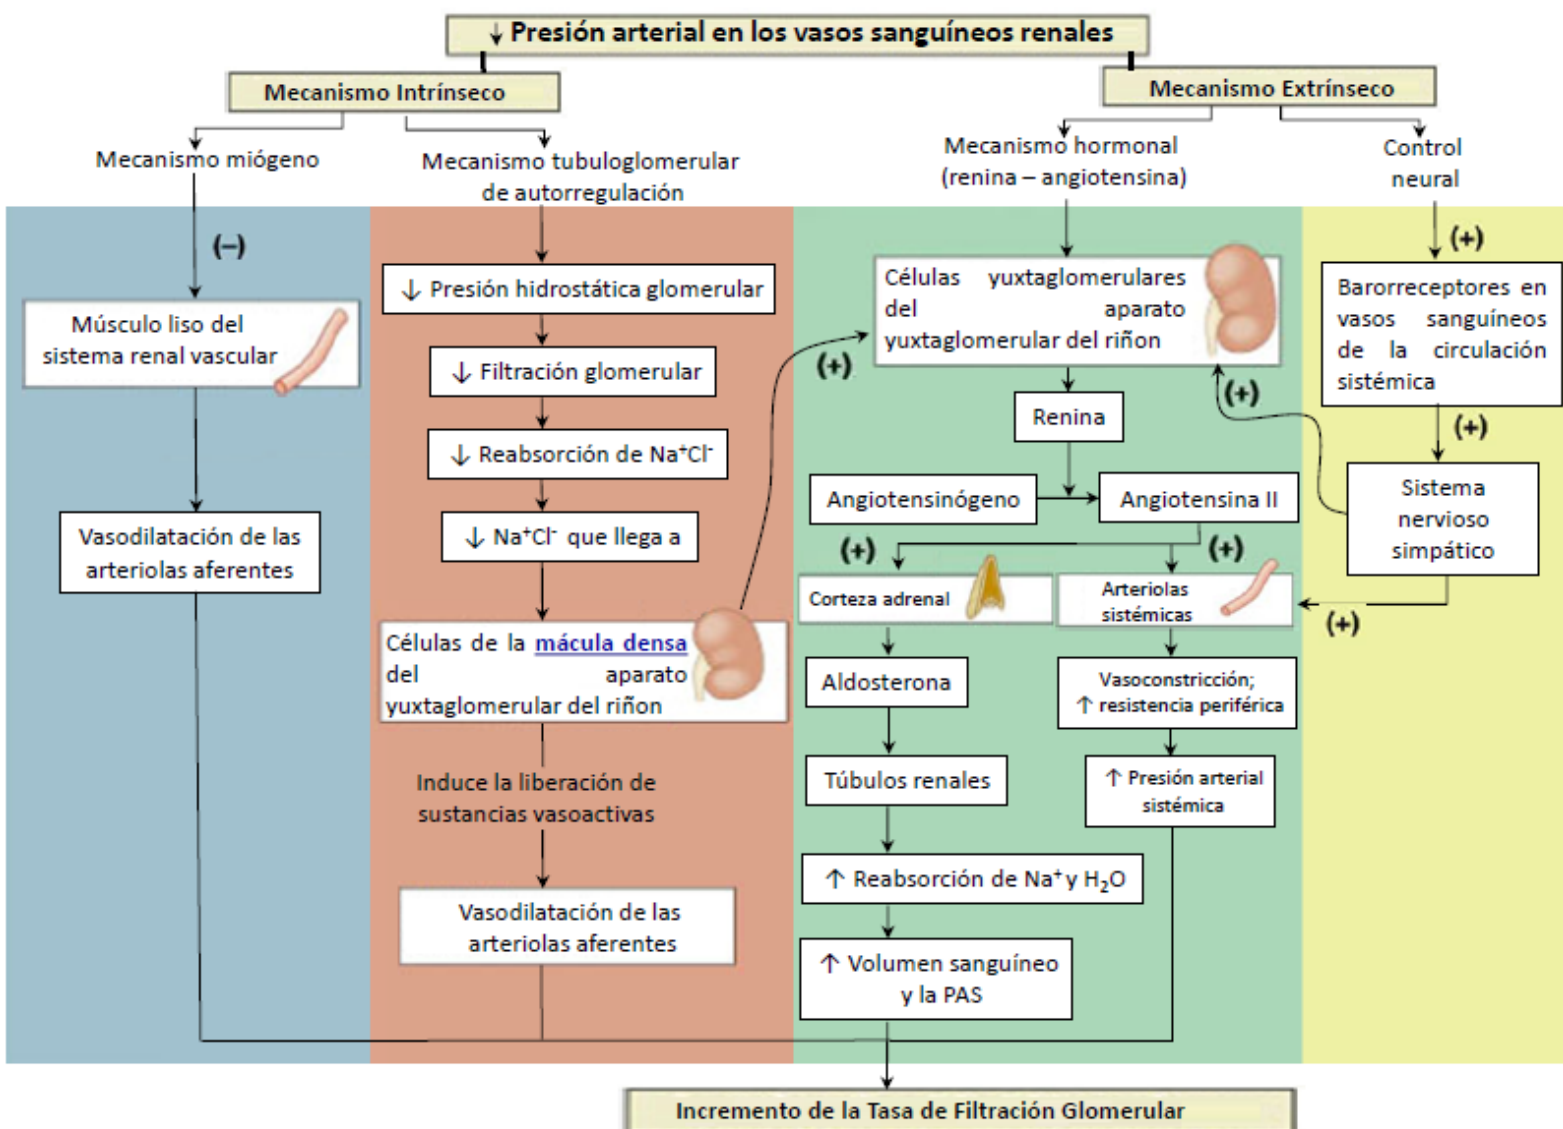 ↓ Presión arterial en los vasos sanguíneos renales
Mecanismo Intrínseco
Mecanismo Extrínseco
Mecanismo miógeno
Mecanismo tubuloglomerular
de autorregulación
Mecanismo hormonal
(renina – angiotensina)
Control
neural
(–)
Músculo liso del
sistema renal vascular
Vasodilatación de las
arteriolas aferentes
↓ Presión hidrostática glomerular
↓ Filtración glomerular
↓ Reabsorción de Na⁺Cl⁻
↓ Na⁺Cl⁻ que llega a
Células de la mácula densa
del aparato
yuxtaglomerular del riñon
Induce la liberación de
sustancias vasoactivas
Vasodilatación de las
arteriolas aferentes
(+)
Células yuxtaglomerulares
del aparato
yuxtaglomerular del riñon
(+)
Renina
Angiotensinógeno
Angiotensina II
(+)
(+)
Corteza adrenal
Arteriolas
sistémicas
Aldosterona
Túbulos renales
↑ Reabsorción de Na⁺ y H₂O
↑ Volumen sanguíneo
y la PAS
Vasoconstricción;
↑ resistencia periférica
↑ Presión arterial
sistémica
(+)
Barorreceptores en
vasos sanguíneos
de la circulación
sistémica
(+)
Sistema
nervioso
simpático
(+)
Incremento de la Tasa de Filtración Glomerular